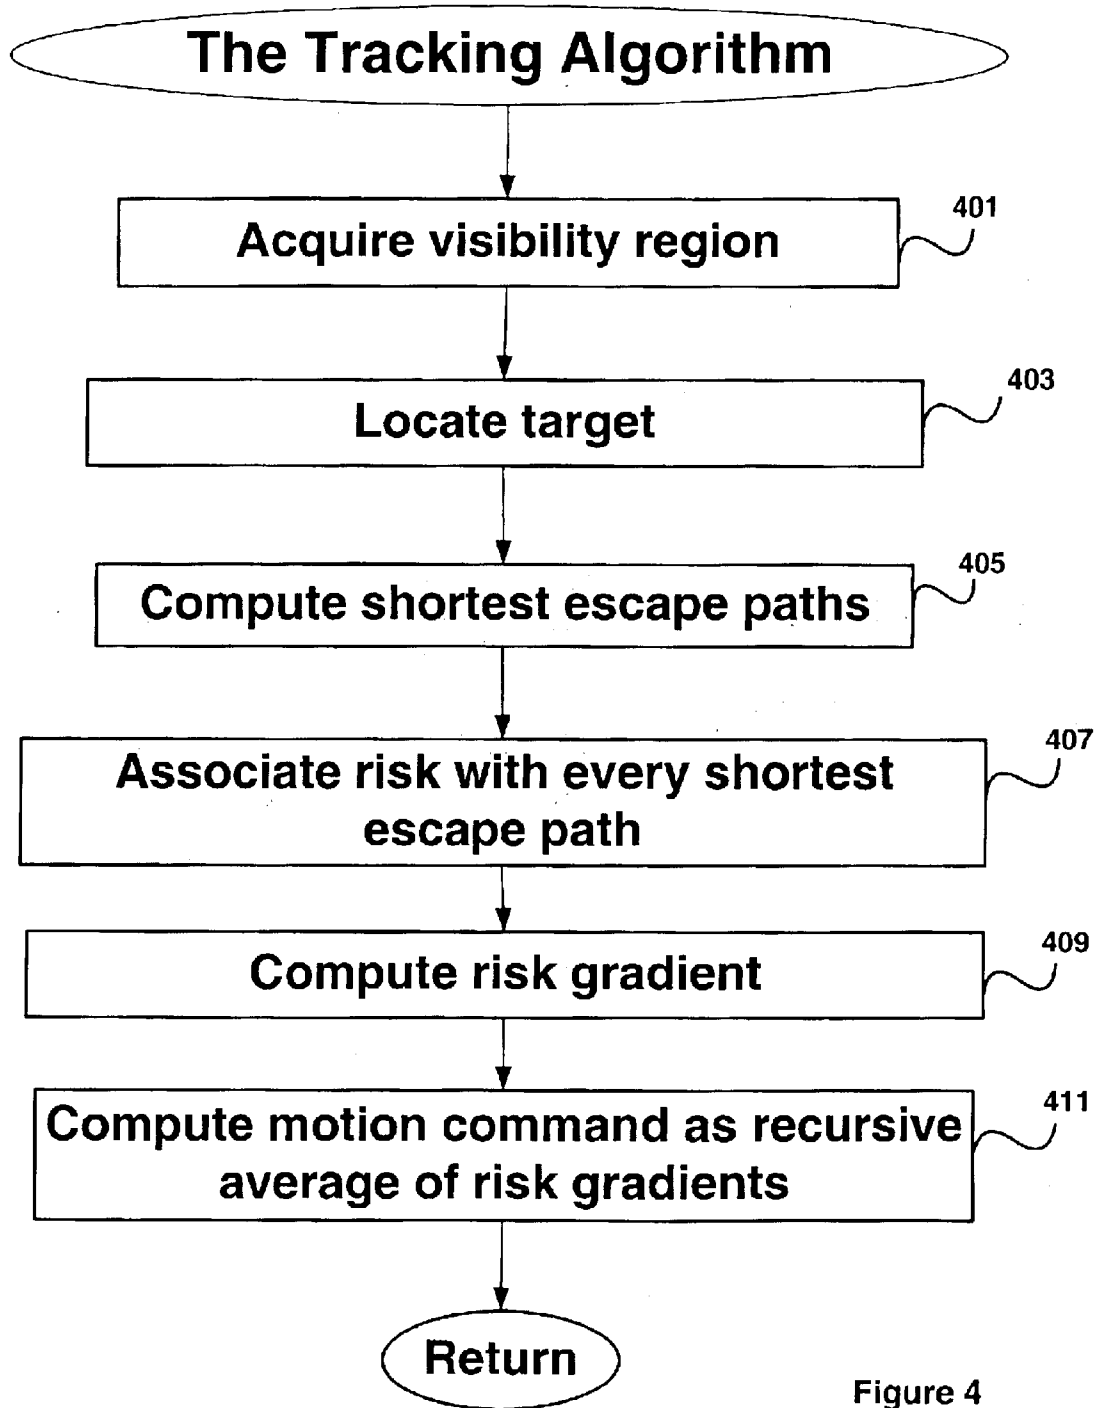 The Tracking Algorithm
Acquire visibility region
401
Locate target
403
Compute shortest escape paths
405
Associate risk with every shortest
escape path
407
Compute risk gradient
409
Compute motion command as recursive
average of risk gradients
411
Return
Figure 4